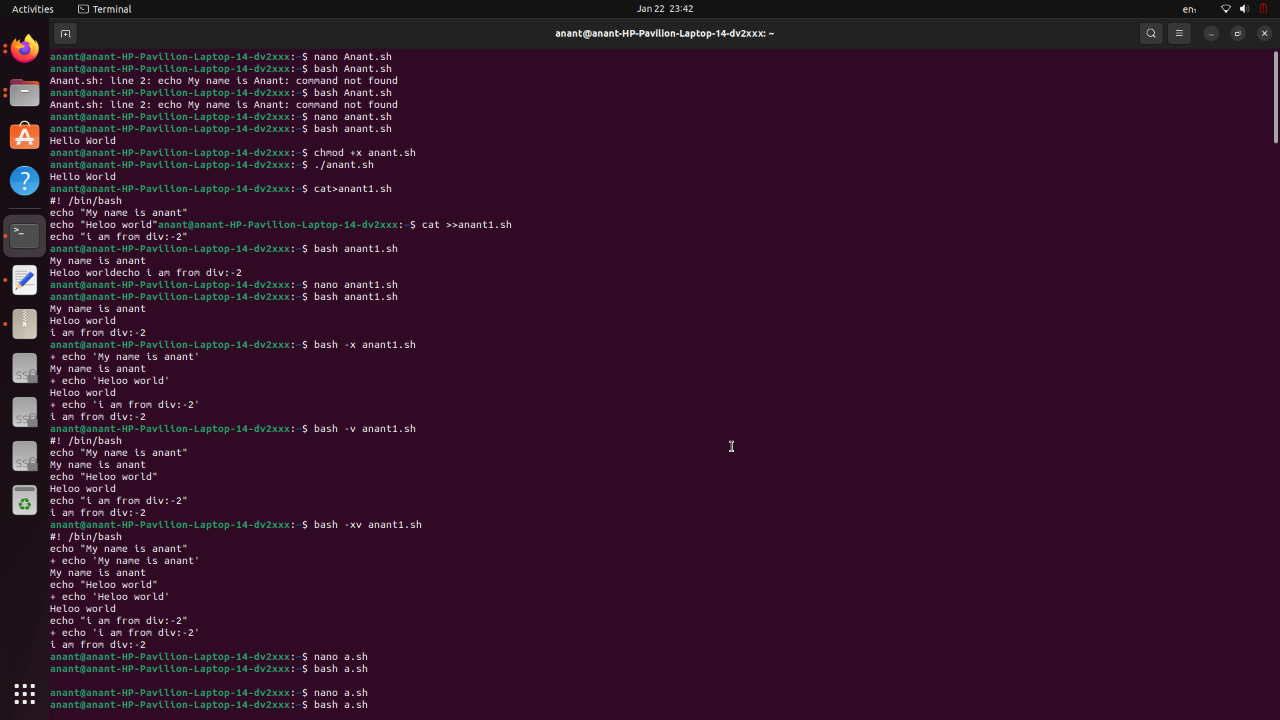 Activities
Terminal
Jan 22 23:42
en₁
anant@anant-HP-Pavilion-Laptop-14-dv2xxx: ~
anant@anant-HP-Pavilion-Laptop-14-dv2xxx:~$ nano Anant.sh
anant@anant-HP-Pavilion-Laptop-14-dv2xxx:~$ bash Anant.sh
Anant.sh: line 2: echo My name is Anant: command not found
anant@anant-HP-Pavilion-Laptop-14-dv2xxx:~$ bash Anant.sh
Anant.sh: line 2: echo My name is Anant: command not found
anant@anant-HP-Pavilion-Laptop-14-dv2xxx:~$ nano anant.sh
anant@anant-HP-Pavilion-Laptop-14-dv2xxx:~$ bash anant.sh
Hello World
anant@anant-HP-Pavilion-Laptop-14-dv2xxx:~$ chmod +x anant.sh
anant@anant-HP-Pavilion-Laptop-14-dv2xxx:~$ ./anant.sh
Hello World
anant@anant-HP-Pavilion-Laptop-14-dv2xxx:~$ cat>anant1.sh
#! /bin/bash
echo "My name is anant"
echo "Heloo world"anant@anant-HP-Pavilion-Laptop-14-dv2xxx:~$ cat >>anant1.sh
echo "i am from div:-2"
anant@anant-HP-Pavilion-Laptop-14-dv2xxx:~$ bash anant1.sh
My name is anant
Heloo worldecho i am from div:-2
anant@anant-HP-Pavilion-Laptop-14-dv2xxx:~$ nano anant1.sh
anant@anant-HP-Pavilion-Laptop-14-dv2xxx:~$ bash anant1.sh
My name is anant
Heloo world
i am from div:-2
anant@anant-HP-Pavilion-Laptop-14-dv2xxx:~$ bash -x anant1.sh
+ echo 'My name is anant'
My name is anant
+ echo 'Heloo world'
Heloo world
+ echo 'i am from div:-2'
i am from div:-2
anant@anant-HP-Pavilion-Laptop-14-dv2xxx:~$ bash -v anant1.sh
#! /bin/bash
echo "My name is anant"
My name is anant
echo "Heloo world"
Heloo world
echo "i am from div:-2"
i am from div:-2
anant@anant-HP-Pavilion-Laptop-14-dv2xxx:~$ bash -xv anant1.sh
#! /bin/bash
echo "My name is anant"
+ echo 'My name is anant'
My name is anant
echo "Heloo world"
+ echo 'Heloo world'
Heloo world
echo "i am from div:-2"
+ echo 'i am from div:-2'
i am from div:-2
anant@anant-HP-Pavilion-Laptop-14-dv2xxx:~$ nano a.sh
anant@anant-HP-Pavilion-Laptop-14-dv2xxx:~$ bash a.sh
anant@anant-HP-Pavilion-Laptop-14-dv2xxx:~$ nano a.sh
anant@anant-HP-Pavilion-Laptop-14-dv2xxx:~$ bash a.sh